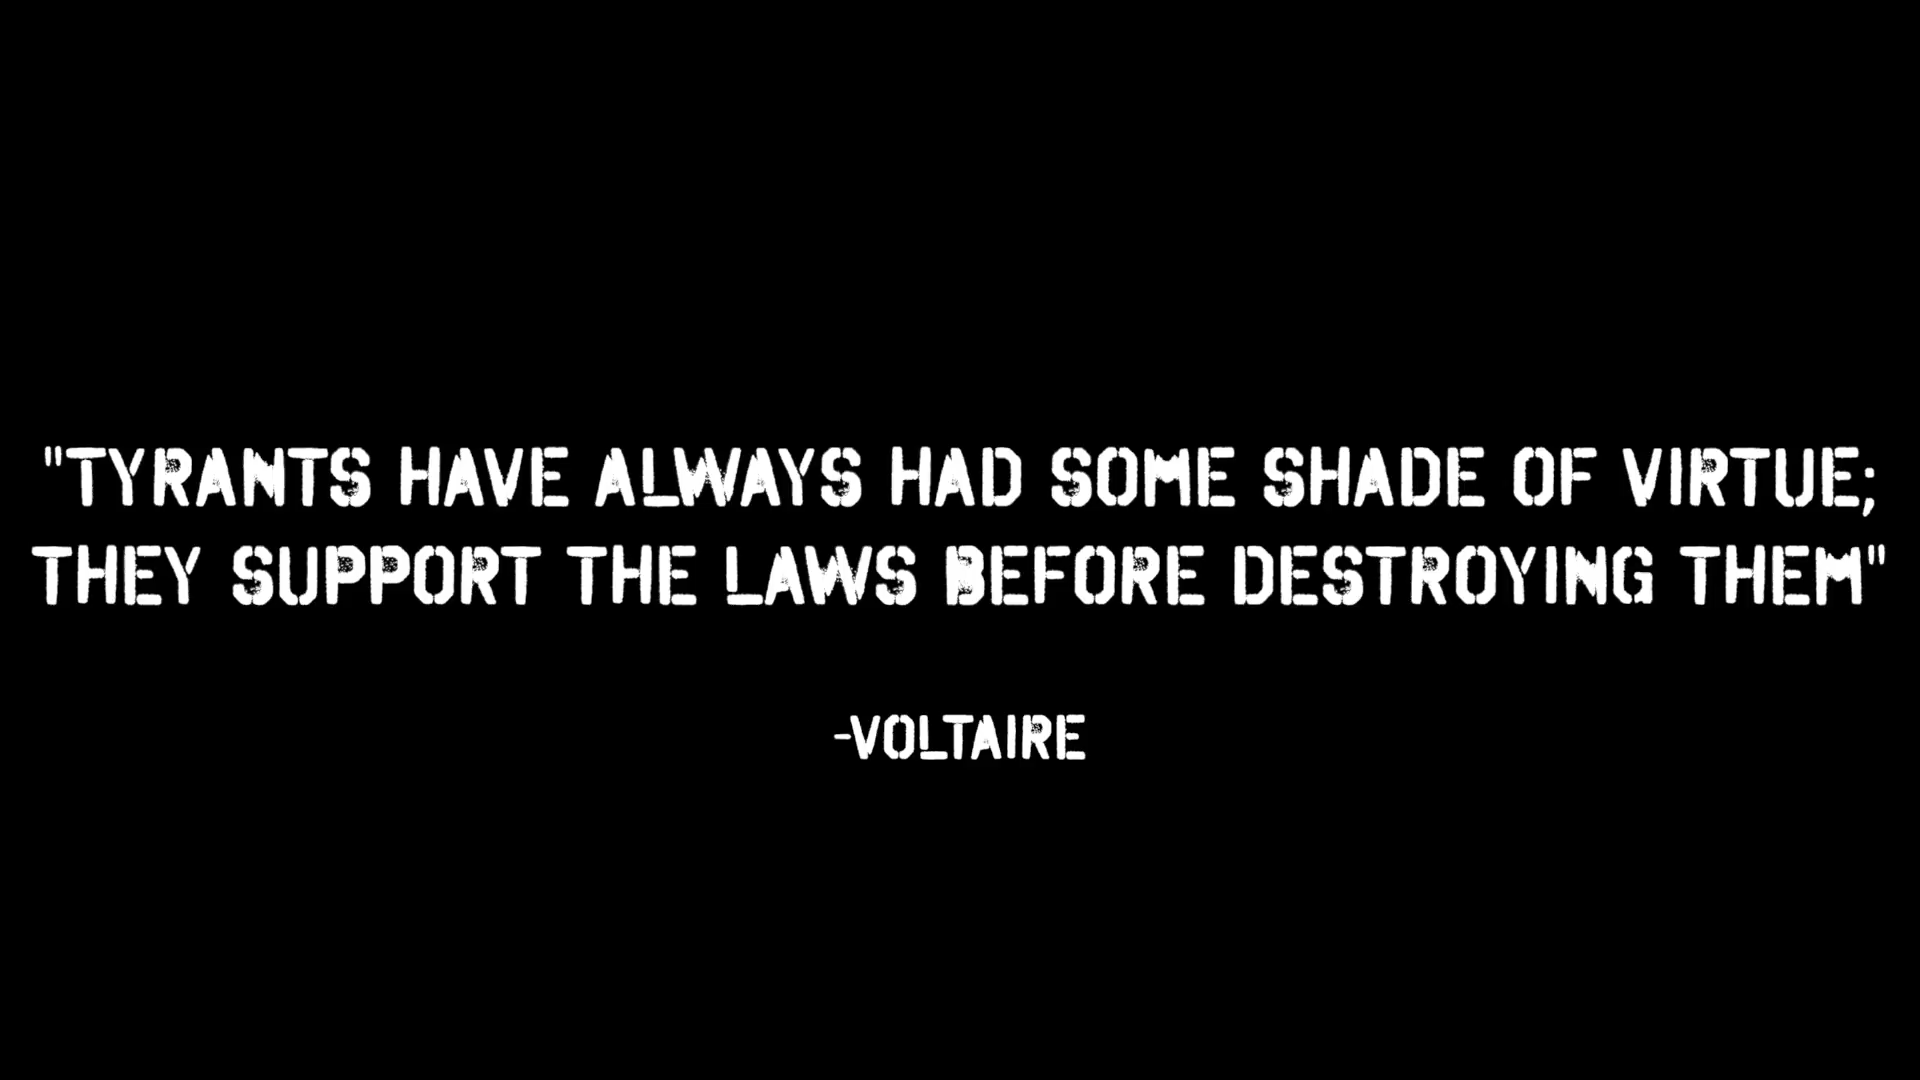 "TYRANTS HAVE ALWAYS HAD SOME SHADE OF VIRTUE;
THEY SUPPORT THE LAWS BEFORE DESTROYING THEM"
-VOLTAIRE